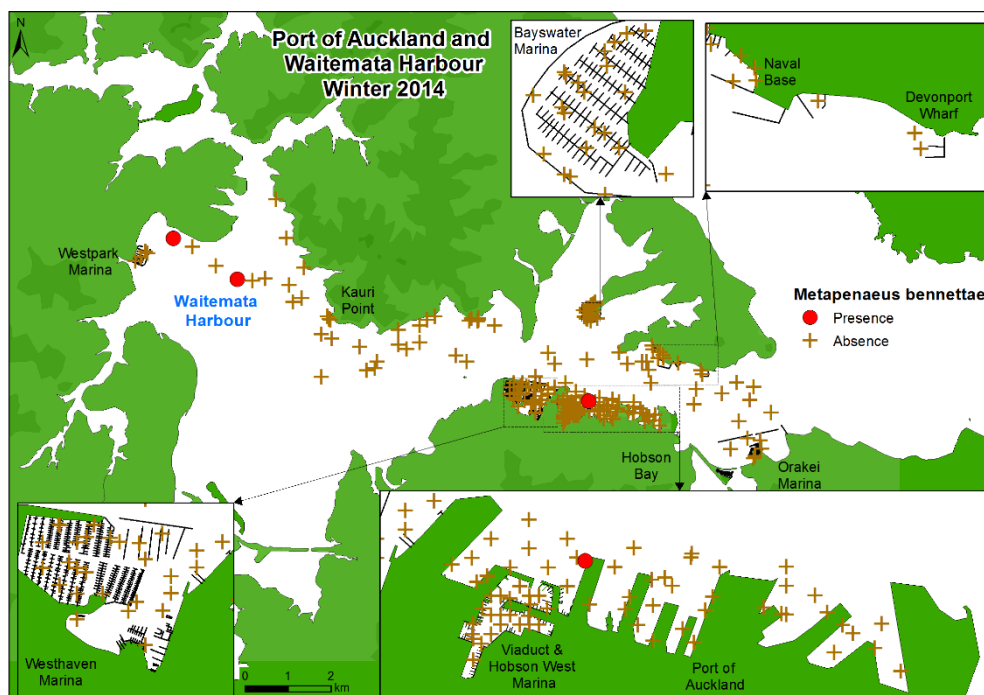 N
Port of Auckland and
Waitemata Harbour
Winter 2014
Bayswater
Marina
Naval
Base
Devonport
Wharf
Westpark
Marina
Kauri
Point
Waitemata
Harbour
Metapenaeus bennettae
Presence
Absence
Hobson
Bay
Orakei
Marina
Westhaven
Marina
0 1 2
km
Viaduct &
Hobson West
Marina
Port of
Auckland